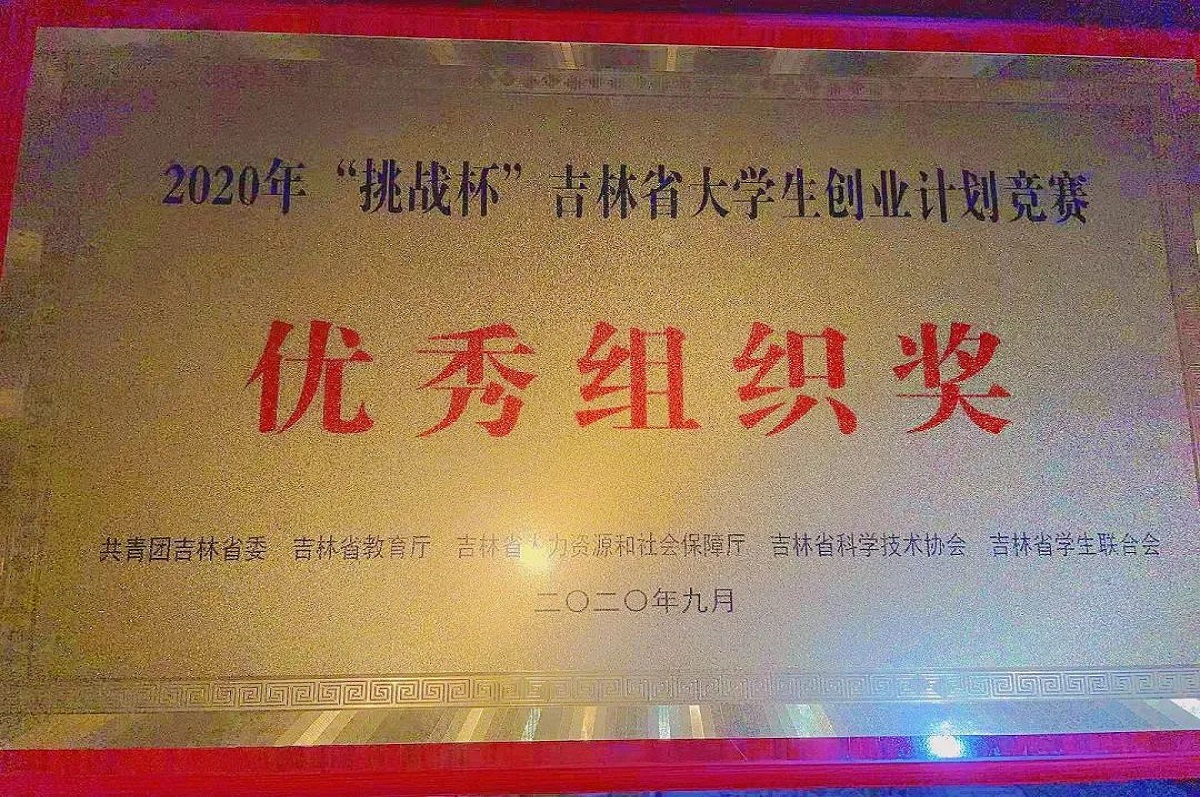 2020年“挑战杯”吉林省大学生创业计划竞赛
优秀组织奖
共青团吉林省委 吉林省教育厅 吉林省人力资源和社会保障厅 吉林省科学技术协会 吉林省学生联合会
二〇二〇年九月